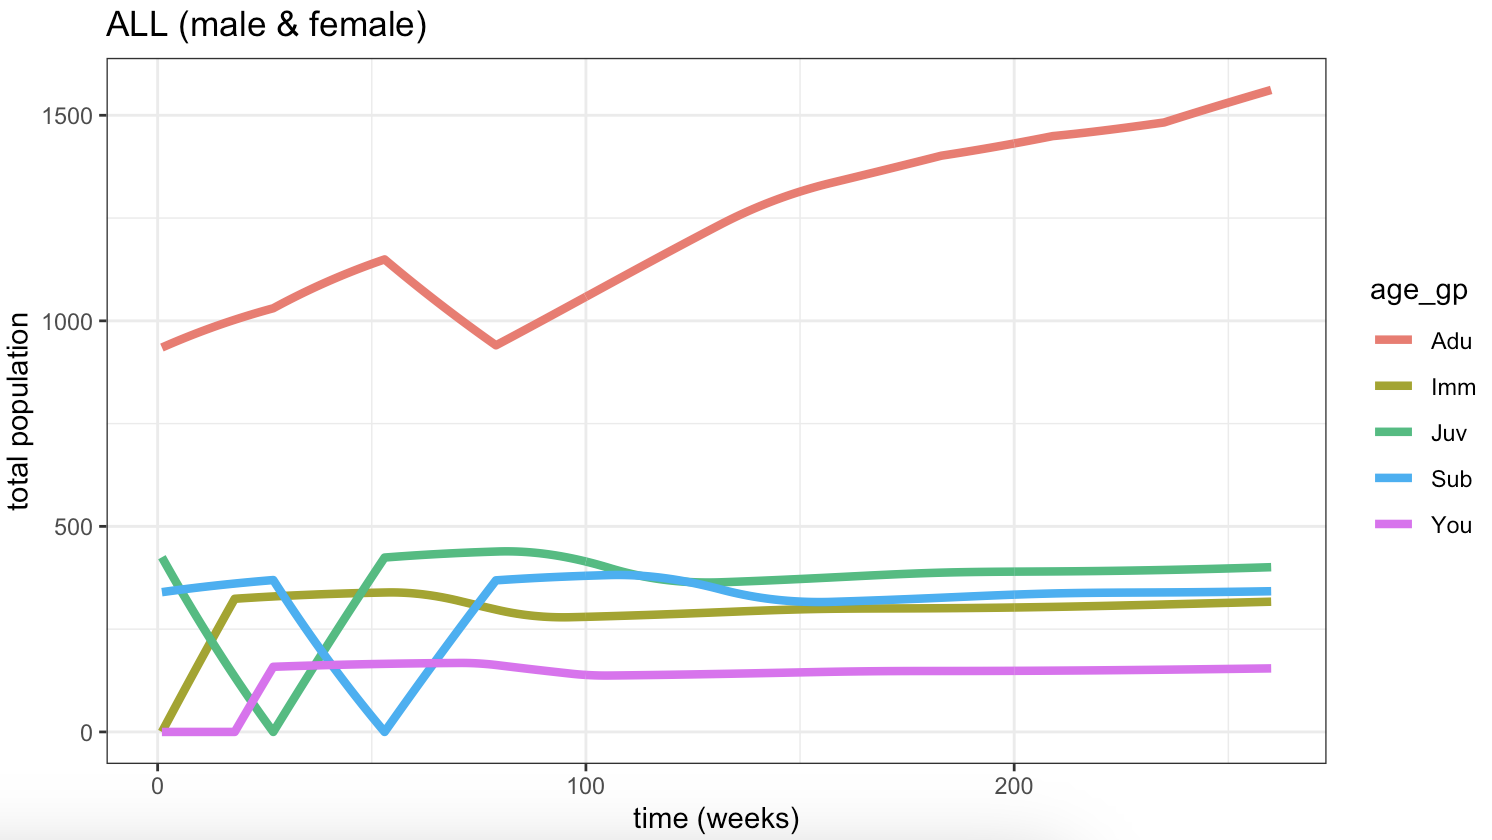 ALL (male & female)
total population
1500
1000
500
0
0 100 200
time (weeks)
age_gp
Adu
Imm
Juv
Sub
You